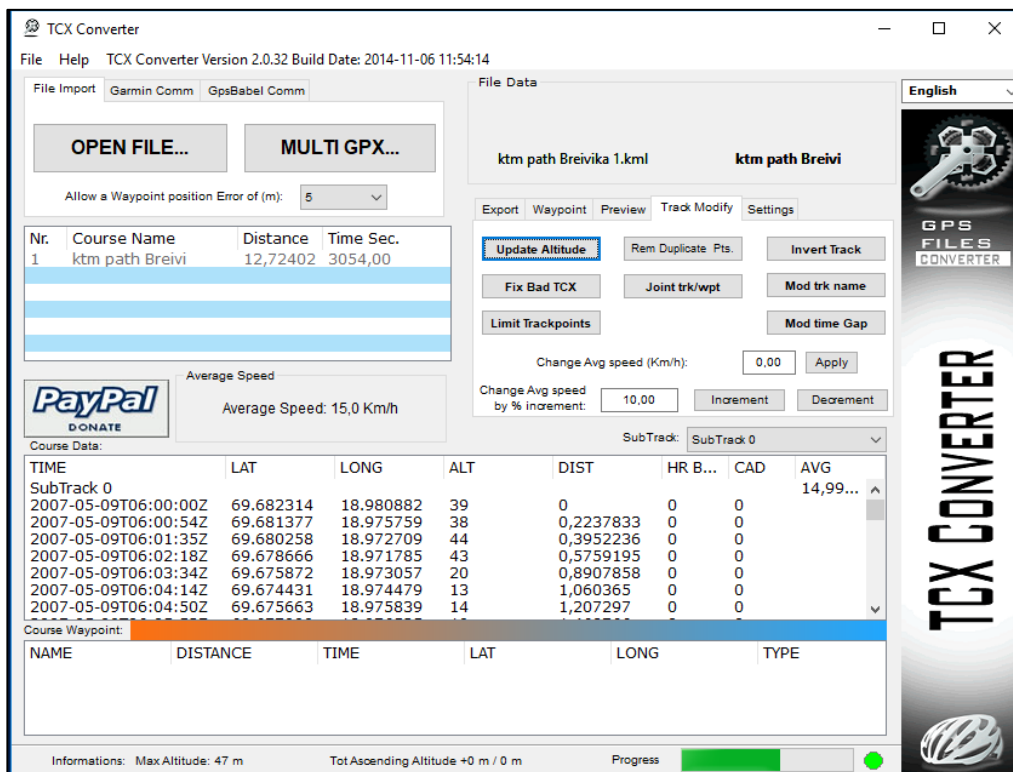 TCX Converter
File Help TCX Converter Version 2.0.32 Build Date: 2014-11-06 11:54:14
File Import Garmin Comm GpsBabel Comm
OPEN FILE... MULTI GPX...
Allow a Waypoint position Error of (m): 5
File Data
ktm path Breivika 1.kml ktm path Breivi
English
Nr. Course Name Distance Time Sec.
1 ktm path Breivi 12,72402 3054,00
Export Waypoint Preview Track Modify Settings
Update Altitude Rem Duplicate Pts. Invert Track
Fix Bad TCX Joint trk/wpt Mod trk name
Limit Trackpoints Mod time Gap
Change Avg speed (Km/h): 0,00 Apply
Change Avg speed
by % increment: 10,00 Increment Decrement
PayPal
DONATE
Average Speed
Average Speed: 15,0 Km/h
SubTrack: SubTrack 0
Course Data:
TIME LAT LONG ALT DIST HR B... CAD AVG
SubTrack 0 14,99...
2007-05-09T06:00:00Z 69.682314 18.980882 39 0 0 0
2007-05-09T06:00:54Z 69.681377 18.975759 38 0,2237833 0 0
2007-05-09T06:01:35Z 69.680258 18.972709 44 0,3952236 0 0
2007-05-09T06:02:18Z 69.678666 18.971785 43 0,5759195 0 0
2007-05-09T06:03:34Z 69.675872 18.973057 20 0,8907858 0 0
2007-05-09T06:04:14Z 69.674431 18.974479 13 1,060365 0 0
2007-05-09T06:04:50Z 69.675663 18.975839 14 1,207297 0 0
Course Waypoint:
NAME DISTANCE TIME LAT LONG TYPE
Informations: Max Altitude: 47 m Tot Ascending Altitude +0 m / 0 m Progress
GPS
FILES
CONVERTER
TCX CONVERTER